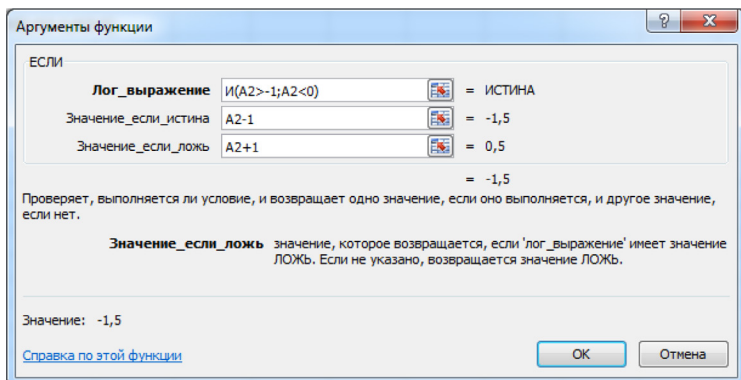 Аргументы функции
ЕСЛИ
Лог_выражение И(A2>-1;A2<0) = ИСТИНА
Значение_если_истина A2-1 = -1,5
Значение_если_ложь A2+1 = 0,5
= -1,5
Проверяет, выполняется ли условие, и возвращает одно значение, если оно выполняется, и другое значение,
если нет.
Значение_если_ложь значение, которое возвращается, если 'лог_выражение' имеет значение
ЛОЖЬ. Если не указано, возвращается значение ЛОЖЬ.
Значение: -1,5
Справка по этой функции OK Отмена